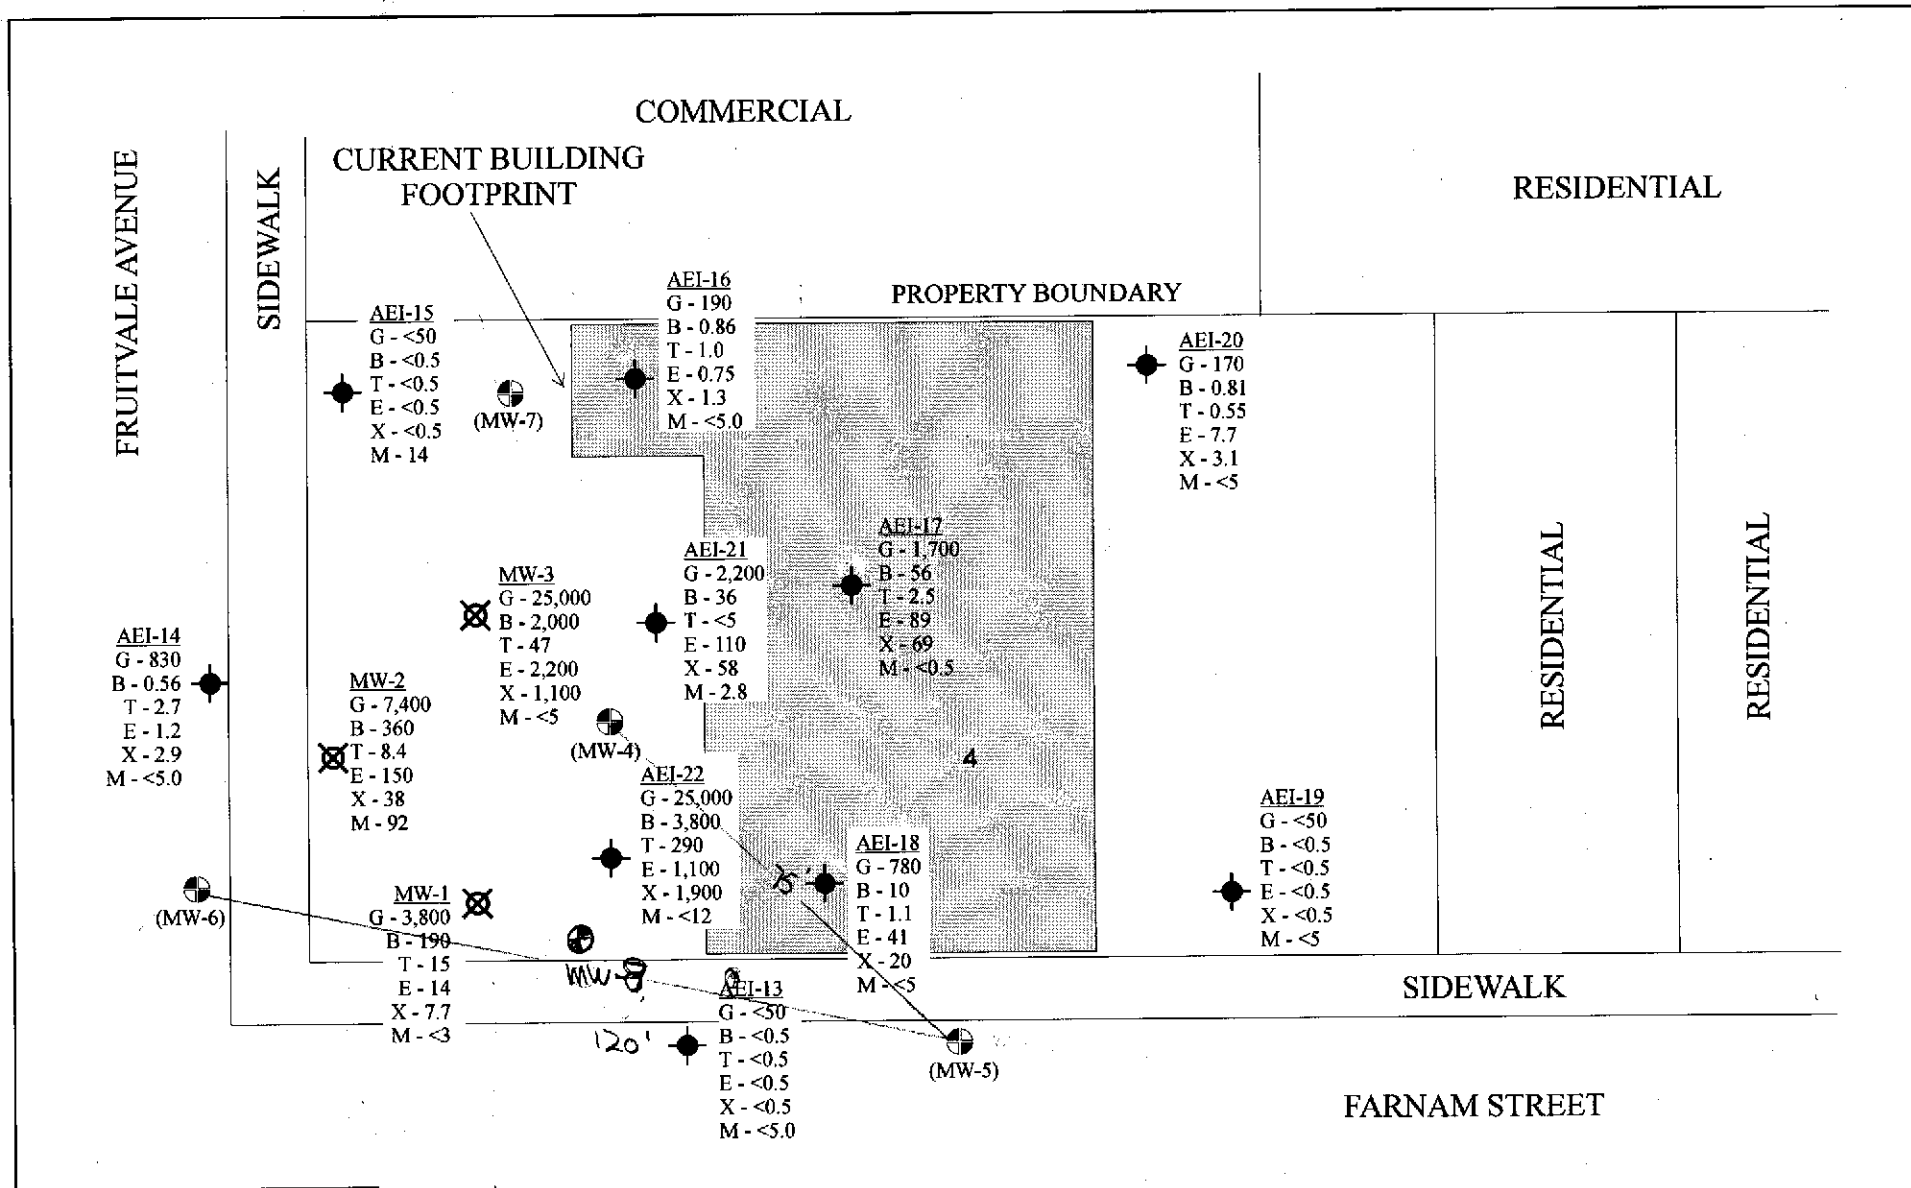 COMMERCIAL
CURRENT BUILDING
FOOTPRINT
RESIDENTIAL
FRUITVALE AVENUE
SIDEWALK
PROPERTY BOUNDARY
AEI-15
G - <50
B - <0.5
T - <0.5
E - <0.5
X - <0.5
M - 14
(MW-7)
AEI-16
G - 190
B - 0.86
T - 1.0
E - 0.75
X - 1.3
M - <5.0
AEI-20
G - 170
B - 0.81
T - 0.55
E - 7.7
X - 3.1
M - <5
AEI-17
G - 1,700
B - 56
T - 2.5
E - 89
X - 69
M - <0.5
AEI-21
G - 2,200
B - 36
T - <5
E - 110
X - 58
M - 2.8
MW-3
G - 25,000
B - 2,000
T - 47
E - 2,200
X - 1,100
M - <5
(MW-4)
AEI-14
G - 830
B - 0.56
T - 2.7
E - 1.2
X - 2.9
M - <5.0
MW-2
G - 7,400
B - 360
T - 8.4
E - 150
X - 38
M - 92
RESIDENTIAL
RESIDENTIAL
4
AEI-22
G - 25,000
B - 3,800
T - 290
E - 1,100
X - 1,900
M - <12
75'
AEI-18
G - 780
B - 10
T - 1.1
E - 41
X - 20
M - <5
AEI-19
G - <50
B - <0.5
T - <0.5
E - <0.5
X - <0.5
M - <5
(MW-6)
MW-1
G - 3,800
B - 190
T - 15
E - 14
X - 7.7
M - <3
MW
120'
AEI-13
G - <50
B - <0.5
T - <0.5
E - <0.5
X - <0.5
M - <5.0
(MW-5)
SIDEWALK
FARNAM STREET